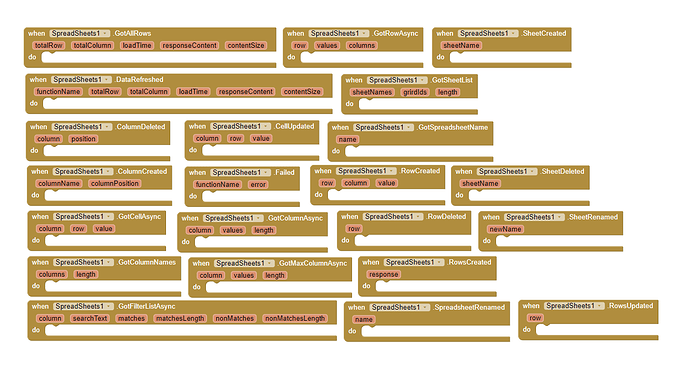 when SpreadSheets1 .GotAllRows
totalRow totalColumn loadTime responseContent contentSize
do
when SpreadSheets1 .GotRowAsync
row values columns
do
when SpreadSheets1 .SheetCreated
sheetName
do
when SpreadSheets1 .DataRefreshed
functionName totalRow totalColumn loadTime responseContent contentSize
do
when SpreadSheets1 .GotSheetList
sheetNames grirdIds length
do
when SpreadSheets1 .ColumnDeleted
column position
do
when SpreadSheets1 .CellUpdated
column row value
do
when SpreadSheets1 .GotSpreadsheetName
name
do
when SpreadSheets1 .ColumnCreated
columnName columnPosition
do
when SpreadSheets1 .Failed
functionName error
do
when SpreadSheets1 .RowCreated
row column value
do
when SpreadSheets1 .SheetDeleted
sheetName
do
when SpreadSheets1 .GotCellAsync
column row value
do
when SpreadSheets1 .GotColumnAsync
column values length
do
when SpreadSheets1 .RowDeleted
row
do
when SpreadSheets1 .SheetRenamed
newName
do
when SpreadSheets1 .GotColumnNames
columns length
do
when SpreadSheets1 .GotMaxColumnAsync
column values length
do
when SpreadSheets1 .RowsCreated
response
do
when SpreadSheets1 .GotFilterListAsync
column searchText matches matchesLength nonMatches nonMatchesLength
do
when SpreadSheets1 .SpreadsheetRenamed
name
do
when SpreadSheets1 .RowsUpdated
row
do